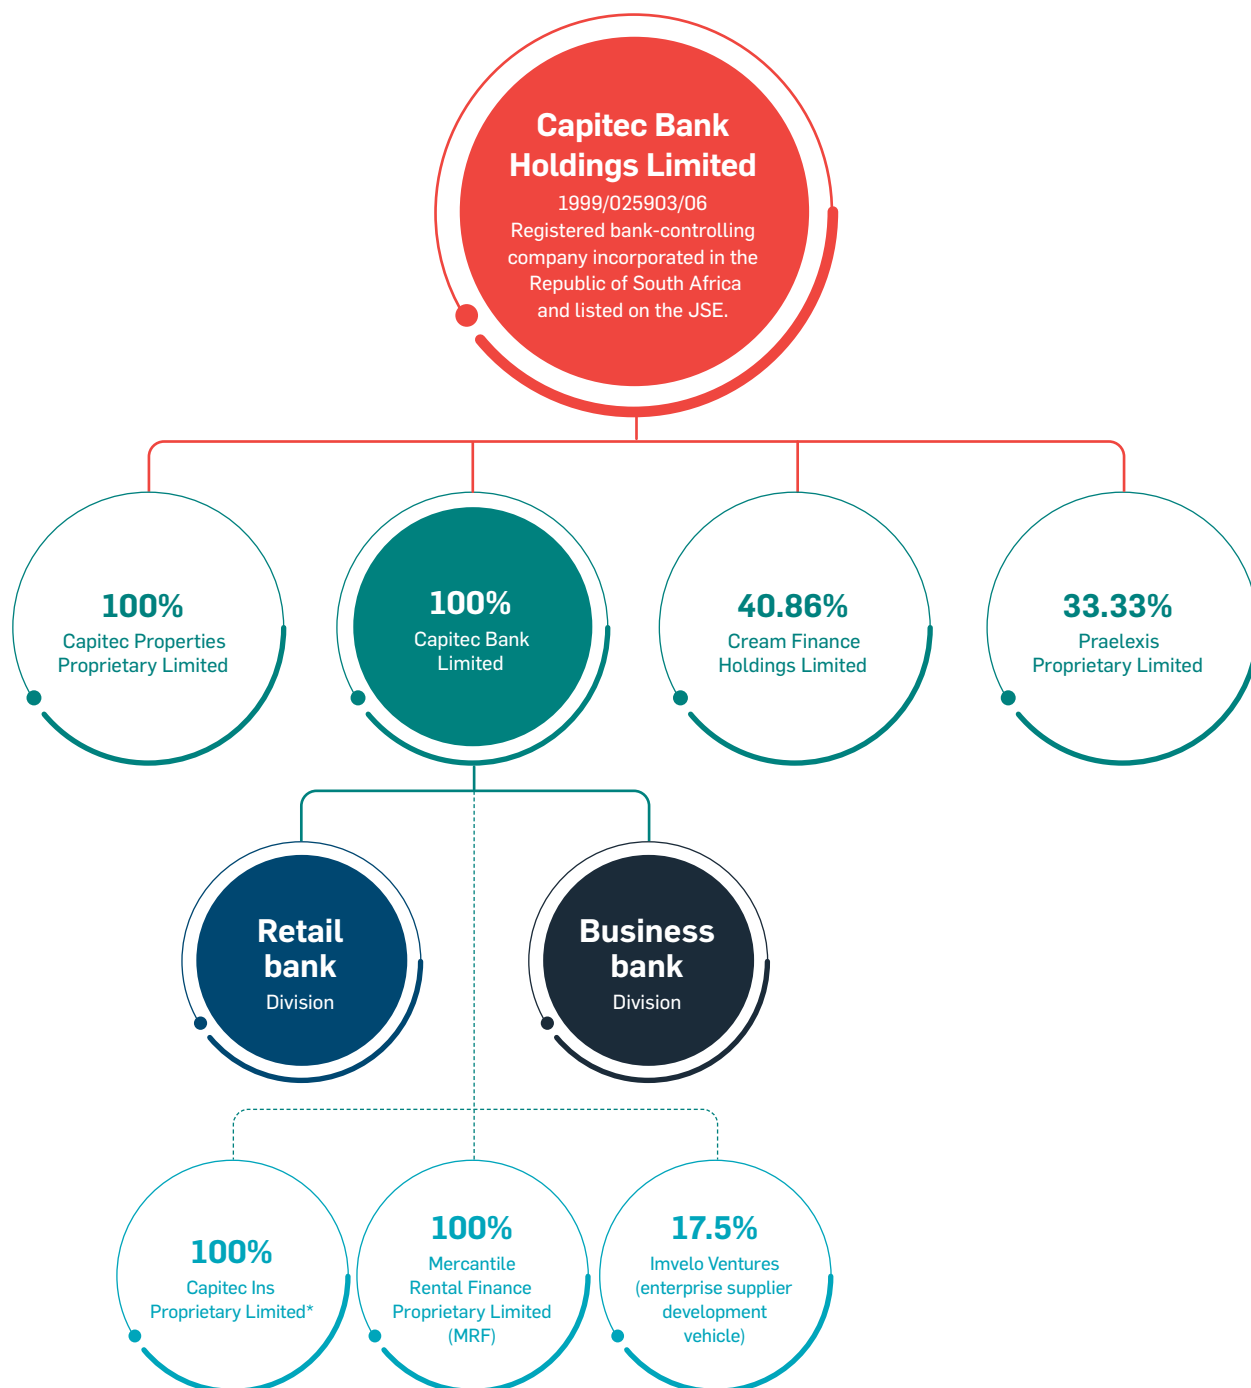 Capitec Bank
Holdings Limited
1999/025903/06
Registered bank-controlling
company incorporated in the
Republic of South Africa
and listed on the JSE.
100%
Capitec Properties
Proprietary Limited
100%
Capitec Bank
Limited
40.86%
Cream Finance
Holdings Limited
33.33%
Praelexis
Proprietary Limited
Retail
bank
Division
Business
bank
Division
100%
Capitec Ins
Proprietary Limited*
100%
Mercantile
Rental Finance
Proprietary Limited
(MRF)
17.5%
Imvelo Ventures
(enterprise supplier
development
vehicle)